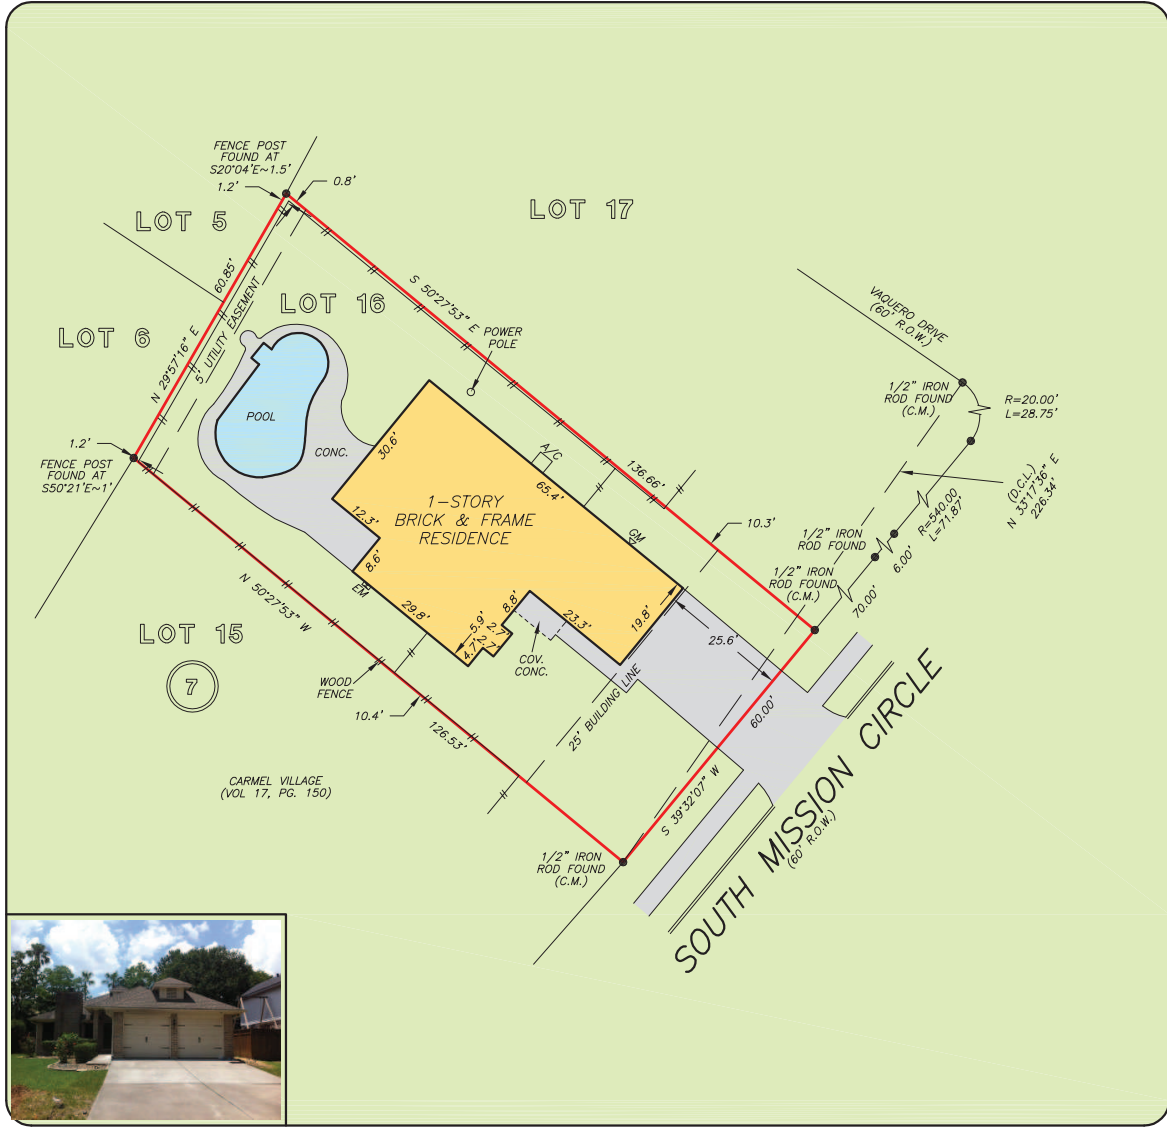 FENCE POST
FOUND AT
S20°04'E~1.5'
1.2'
0.8'
LOT 5
LOT 17
60.85'
S 50°27'53" E
VAQUERO DRIVE
(60' R.O.W.)
LOT 16
5' UTILITY EASEMENT
LOT 6
N 29°57'16" E
POWER
POLE
1/2" IRON
ROD FOUND
(C.M.)
R=20.00'
L=28.75'
POOL
CONC.
30.6'
1.2'
FENCE POST
FOUND AT
S50°21'E~1'
A/C
136.66'
65.4'
(D.C.L.)
N 33°17'36" E
226.34'
1-STORY
BRICK & FRAME
RESIDENCE
12.3'
GM
10.3'
R=540.00
L=71.87'
1/2" IRON
ROD FOUND
6.00'
8.6'
EM
1/2" IRON
ROD FOUND
(C.M.)
70.00'
N 50°27'53" W
29.8'
5.9'
8.8'
2.7'
4.7'
2.7'
23.3'
19.8'
25.6'
LOT 15
7
COV.
CONC.
WOOD
FENCE
10.4'
126.53'
25' BUILDING LINE
60.00'
CARMEL VILLAGE
(VOL 17, PG. 150)
S 39°32'07" W
SOUTH MISSION CIRCLE
(60' R.O.W.)
1/2" IRON
ROD FOUND
(C.M.)